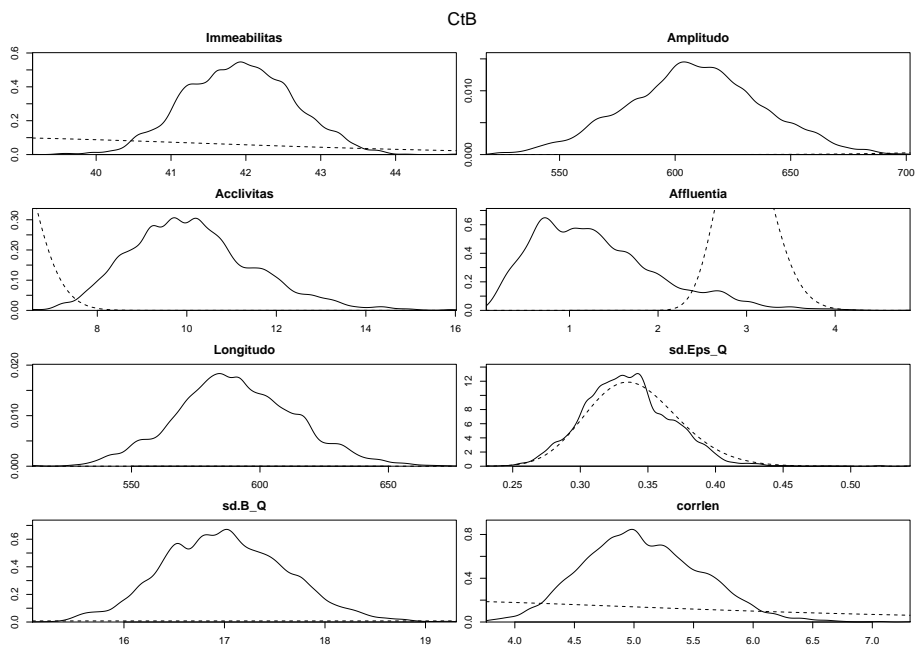 CtB
Immeabilitas
0.0 0.2 0.4 0.6
40 41 42 43 44
Amplitudo
0.000 0.010
550 600 650 700
Acclivitas
0.00 0.10 0.20 0.30
8 10 12 14 16
Affluentia
0.0 0.2 0.4 0.6
1 2 3 4
Longitudo
0.000 0.010 0.020
550 600 650
sd.Eps_Q
0 2 4 6 8 12
0.25 0.30 0.35 0.40 0.45 0.50
sd.B_Q
0.0 0.2 0.4 0.6
16 17 18 19
corrlen
0.0 0.4 0.8
4.0 4.5 5.0 5.5 6.0 6.5 7.0